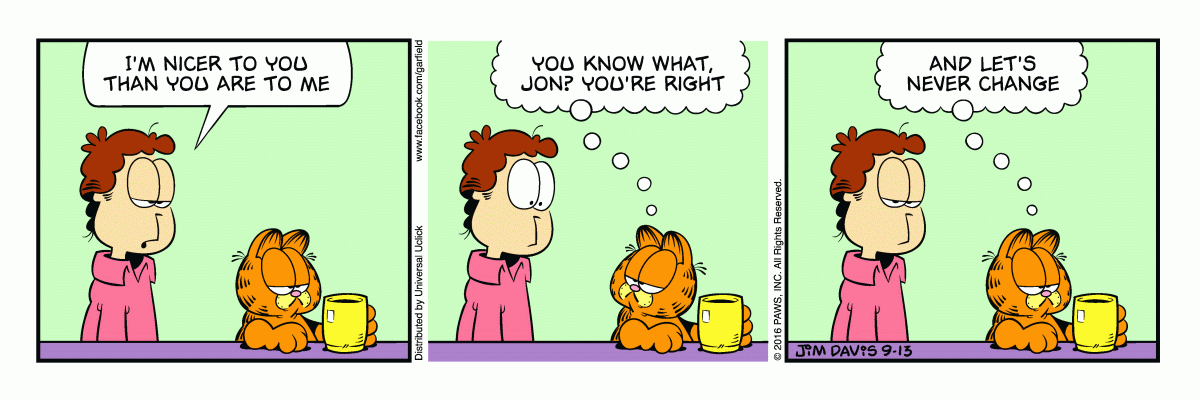 I'M NICER TO YOU
THAN YOU ARE TO ME
www.facebook.com/garfield
Distributed by Universal Uclick
YOU KNOW WHAT,
JON? YOU'RE RIGHT
© 2016 PAWS, INC. All Rights Reserved.
AND LET'S
NEVER CHANGE
JIM DAVIS 9-13